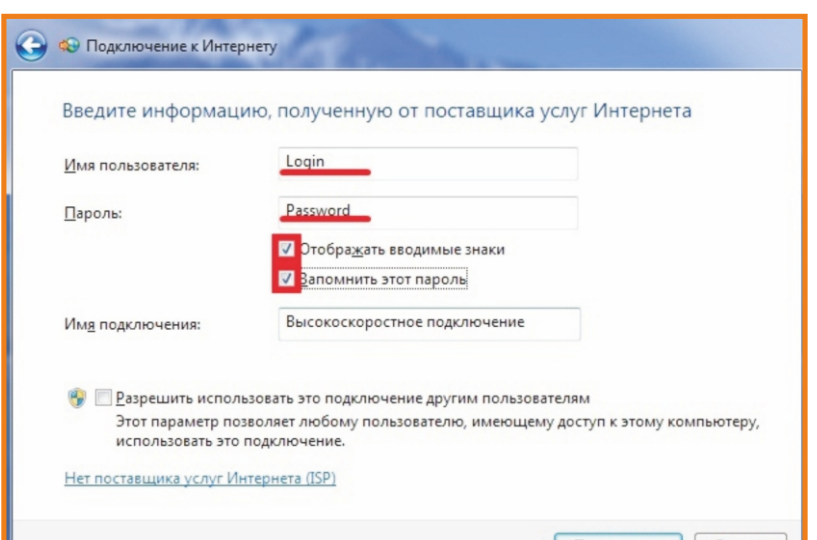 Подключение к Интернету
Введите информацию, полученную от поставщика услуг Интернета
Имя пользователя: Login
Пароль: Password
Отображать вводимые знаки
Запомнить этот пароль
Имя подключения: Высокоскоростное подключение
Разрешить использовать это подключение другим пользователям
Этот параметр позволяет любому пользователю, имеющему доступ к этому компьютеру,
использовать это подключение.
Нет поставщика услуг Интернета (ISP)